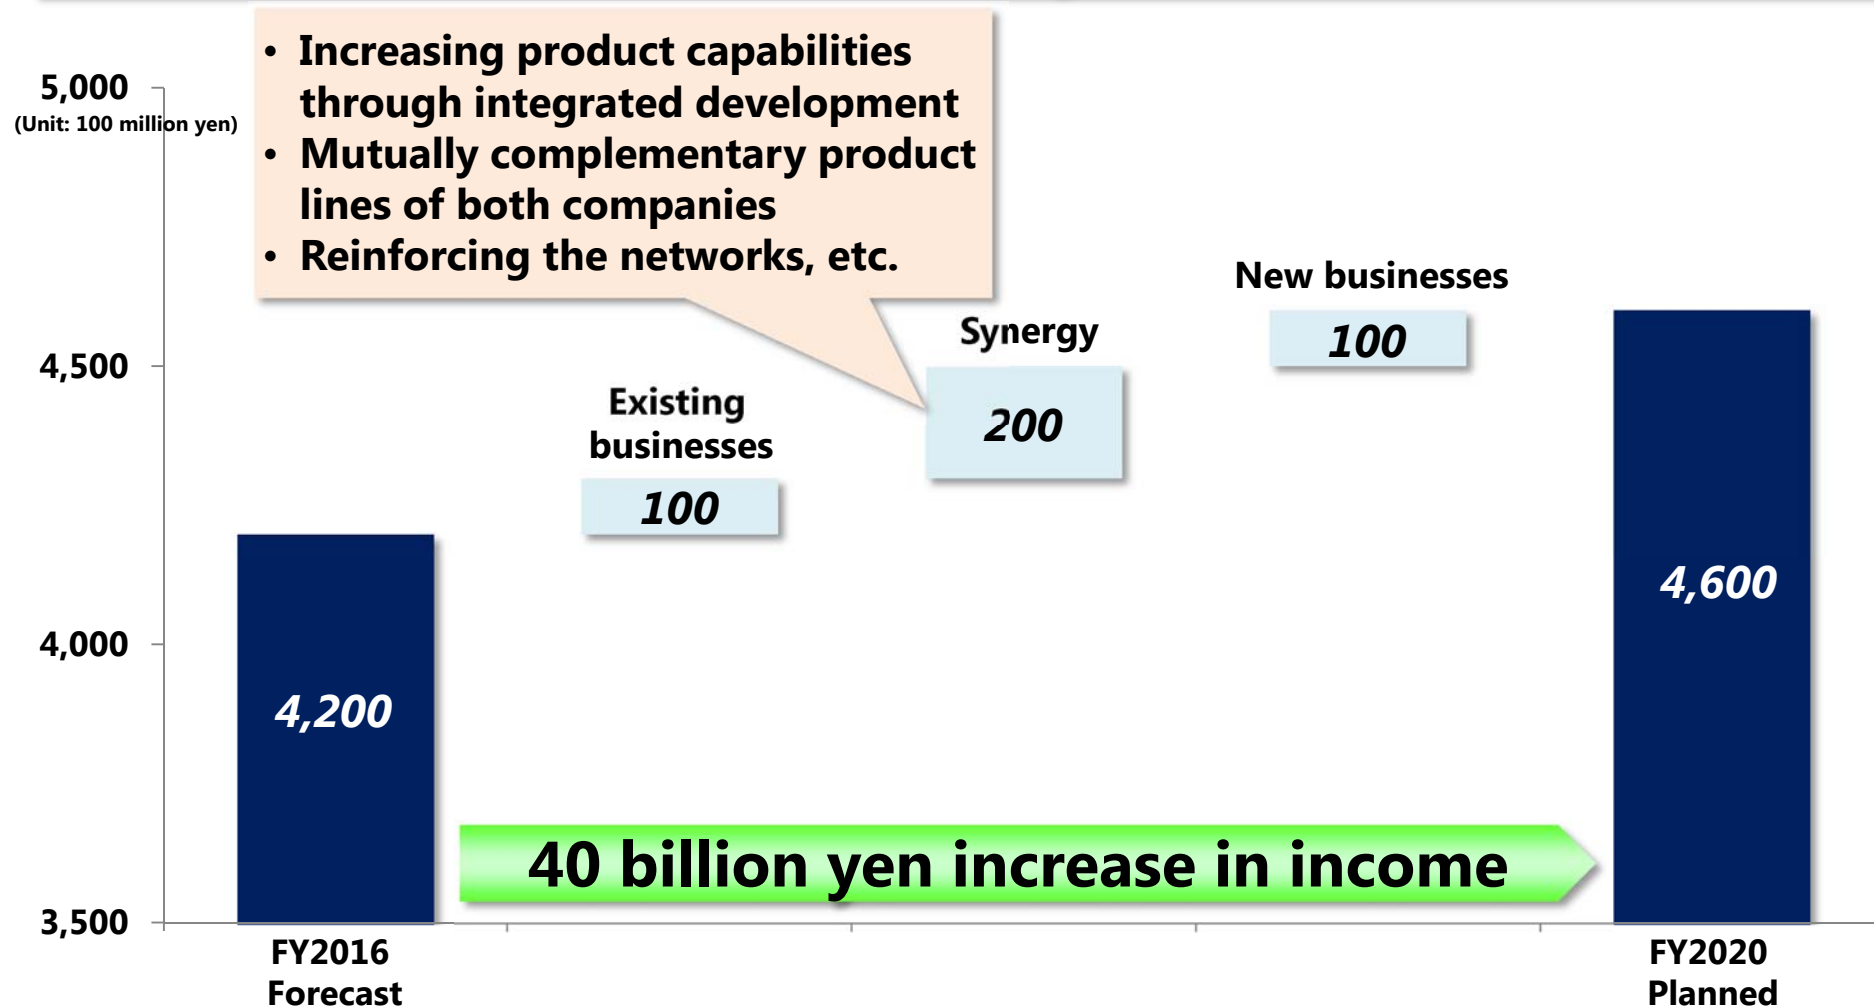 • Increasing product capabilities
through integrated development
• Mutually complementary product
lines of both companies
• Reinforcing the networks, etc.
5,000
(Unit: 100 million yen)
4,500
4,000
3,500
New businesses
100
Synergy
200
Existing
businesses
100
4,200
4,600
40 billion yen increase in income
FY2016
Forecast
FY2020
Planned